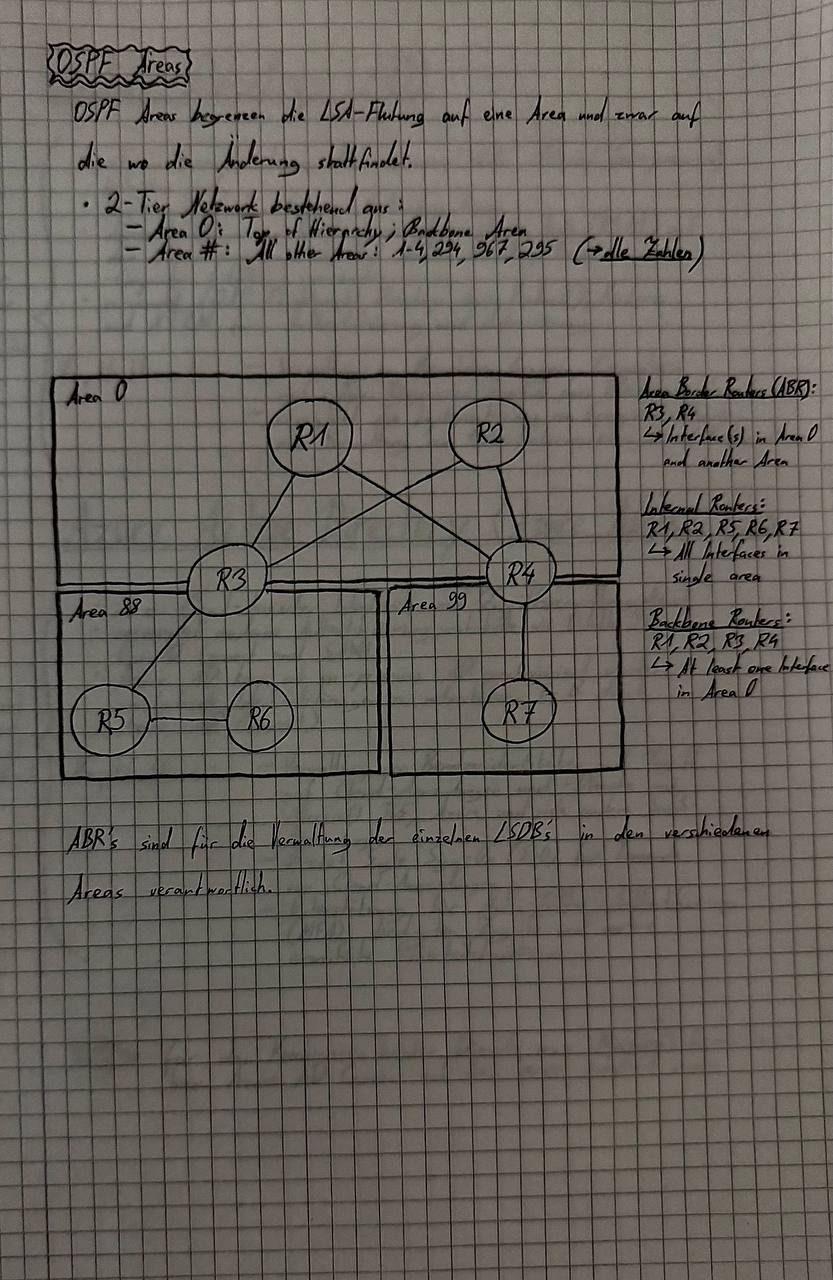 OSPF Areas
OSPF Areas begrenzen die LSA-Flutung auf eine Area und zwar auf
die wo die Änderung stattfindet.
• 2-Tier Netzwork bestehend aus:
– Area 0: Top of Hierarchy; Backbone Area
– Area #: All other Areas: 1-4,294,967,295 (→ alle Zahlen)
Area 0
R1
R2
R3
R4
Area 88
Area 99
R5
R6
R7
Area Border Routers (ABR):
R3, R4
↳ Interface(s) in Area 0
and another Area
Internal Routers:
R1, R2, R5, R6, R7
↳ All Interfaces in
single area
Backbone Routers:
R1, R2, R3, R4
↳ At least one Interface
in Area 0
ABR's sind für die Verwaltung der einzelnen LSDB's in den verschiedenen
Areas verantwortlich.